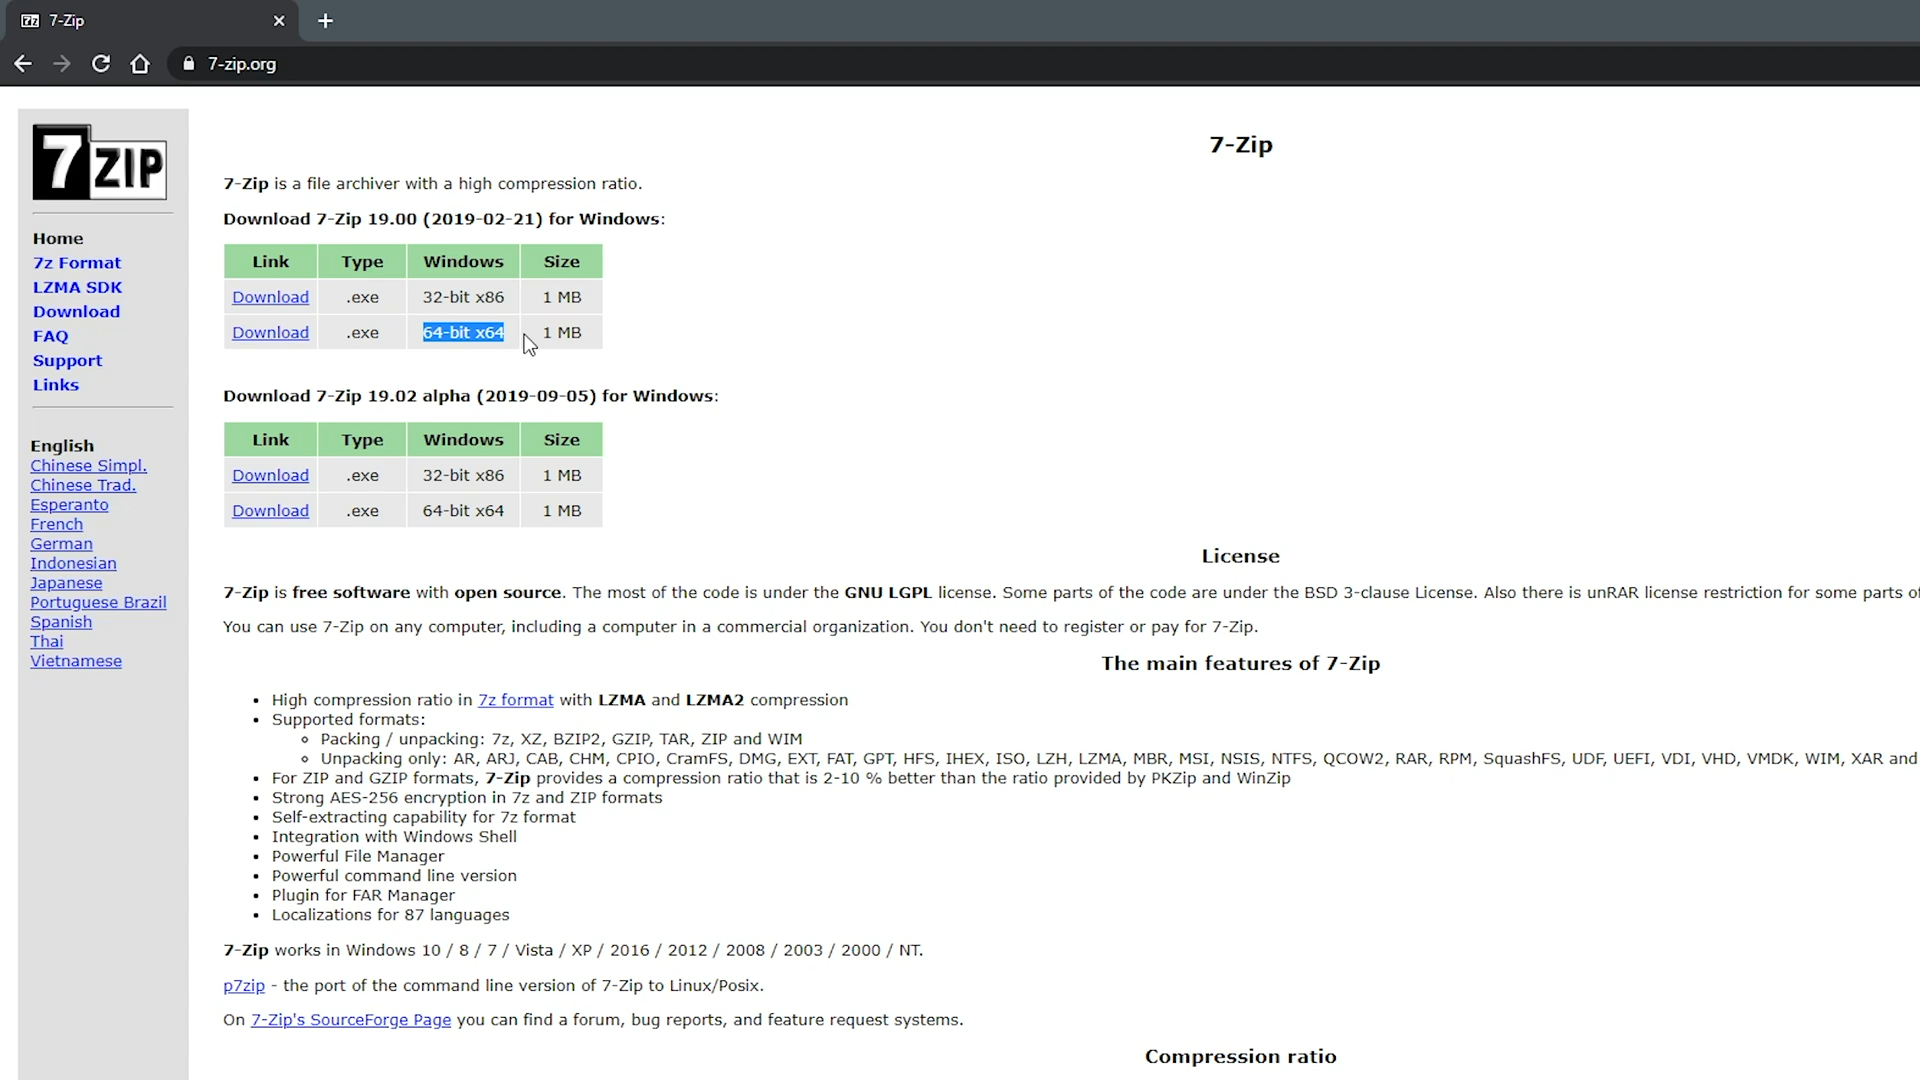 7-Zip
7-zip.org
7 ZIP
Home
7z Format
LZMA SDK
Download
FAQ
Support
Links
English
Chinese Simpl.
Chinese Trad.
Esperanto
French
German
Indonesian
Japanese
Portuguese Brazil
Spanish
Thai
Vietnamese
7-Zip
7-Zip is a file archiver with a high compression ratio.
Download 7-Zip 19.00 (2019-02-21) for Windows:
Link Type Windows Size
Download .exe 32-bit x86 1 MB
Download .exe 64-bit x64 1 MB
Download 7-Zip 19.02 alpha (2019-09-05) for Windows:
Link Type Windows Size
Download .exe 32-bit x86 1 MB
Download .exe 64-bit x64 1 MB
License
7-Zip is free software with open source. The most of the code is under the GNU LGPL license. Some parts of the code are under the BSD 3-clause License. Also there is unRAR license restriction for some parts of
You can use 7-Zip on any computer, including a computer in a commercial organization. You don't need to register or pay for 7-Zip.
The main features of 7-Zip
• High compression ratio in 7z format with LZMA and LZMA2 compression
• Supported formats:
◦ Packing / unpacking: 7z, XZ, BZIP2, GZIP, TAR, ZIP and WIM
◦ Unpacking only: AR, ARJ, CAB, CHM, CPIO, CramFS, DMG, EXT, FAT, GPT, HFS, IHEX, ISO, LZH, LZMA, MBR, MSI, NSIS, NTFS, QCOW2, RAR, RPM, SquashFS, UDF, UEFI, VDI, VHD, VMDK, WIM, XAR and
• For ZIP and GZIP formats, 7-Zip provides a compression ratio that is 2-10 % better than the ratio provided by PKZip and WinZip
• Strong AES-256 encryption in 7z and ZIP formats
• Self-extracting capability for 7z format
• Integration with Windows Shell
• Powerful File Manager
• Powerful command line version
• Plugin for FAR Manager
• Localizations for 87 languages
7-Zip works in Windows 10 / 8 / 7 / Vista / XP / 2016 / 2012 / 2008 / 2003 / 2000 / NT.
p7zip - the port of the command line version of 7-Zip to Linux/Posix.
On 7-Zip's SourceForge Page you can find a forum, bug reports, and feature request systems.
Compression ratio